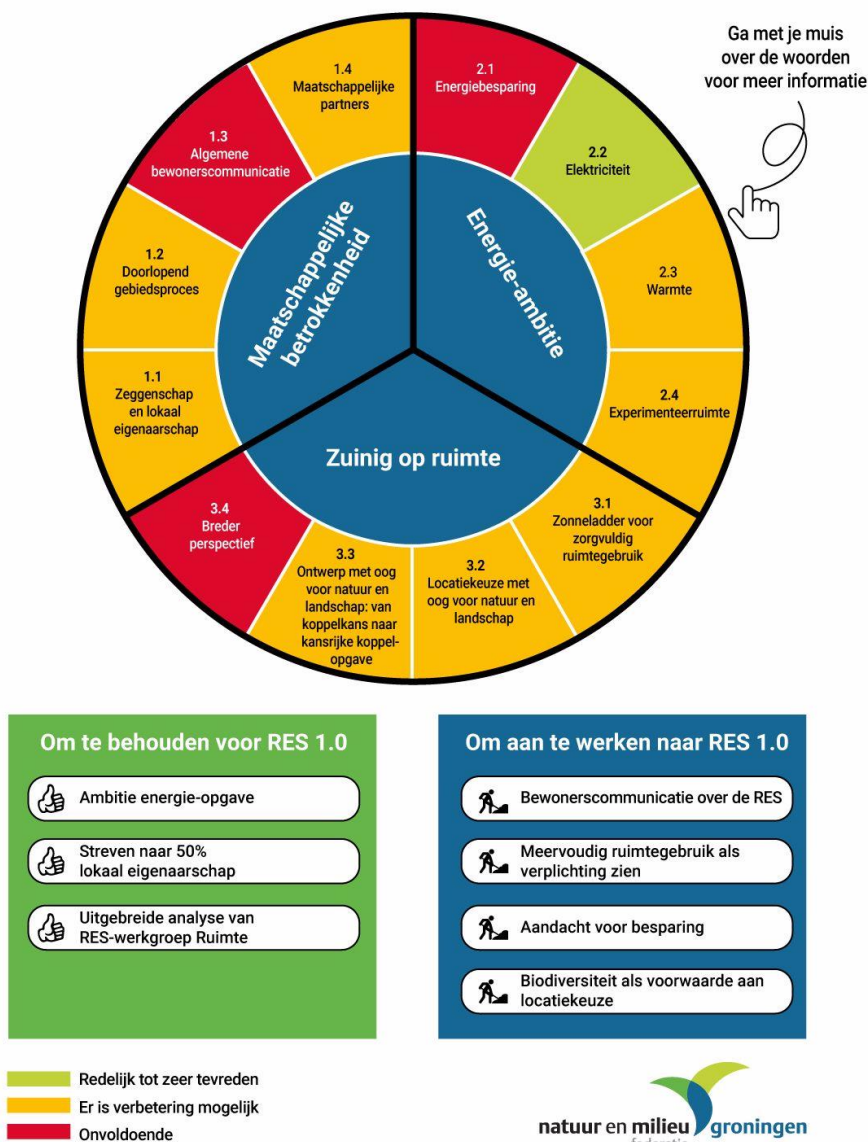 Ga met je muis
over de woorden
voor meer informatie
1.4
Maatschappelijke
partners
2.1
Energiebesparing
1.3
Algemene
bewonerscommunicatie
2.2
Elektriciteit
1.2
Doorlopend
gebiedsproces
2.3
Warmte
1.1
Zeggenschap
en lokaal
eigenaarschap
2.4
Experimenteerruimte
Maatschappelijke
betrokkenheid
Energie-ambitie
Zuinig op ruimte
3.4
Breder
perspectief
3.3
Ontwerp met oog
voor natuur en
landschap: van
koppelkans naar
kansrijke koppel-
opgave
3.2
Locatiekeuze met
oog voor natuur en
landschap
3.1
Zonneladder voor
zorgvuldig
ruimtegebruik
Om te behouden voor RES 1.0
Ambitie energie-opgave
Streven naar 50%
lokaal eigenaarschap
Uitgebreide analyse van
RES-werkgroep Ruimte
Om aan te werken naar RES 1.0
Bewonerscommunicatie over de RES
Meervoudig ruimtegebruik als
verplichting zien
Aandacht voor besparing
Biodiversiteit als voorwaarde aan
locatiekeuze
Redelijk tot zeer tevreden
Er is verbetering mogelijk
Onvoldoende
natuur en milieu groningen
federatie